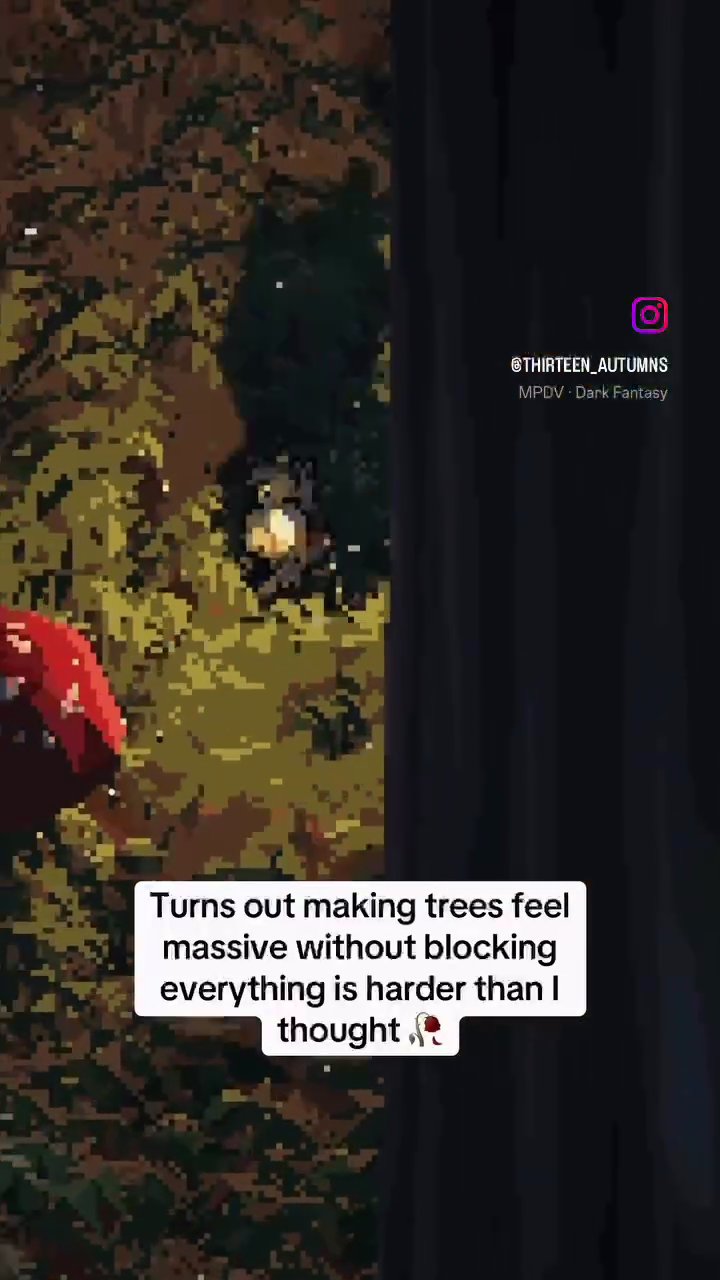 @THIRTEEN_AUTUMNS
MPDV · Dark Fantasy
Turns out making trees feel
massive without blocking
everything is harder than I
thought 🥀